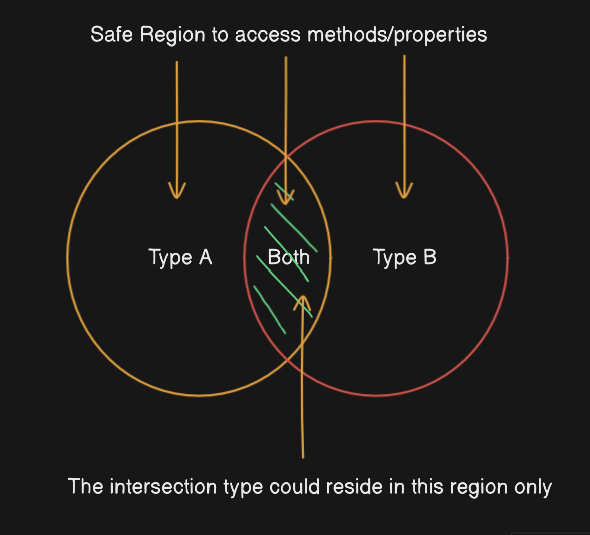 Safe Region to access methods/properties
Type A
Both
Type B
The intersection type could reside in this region only